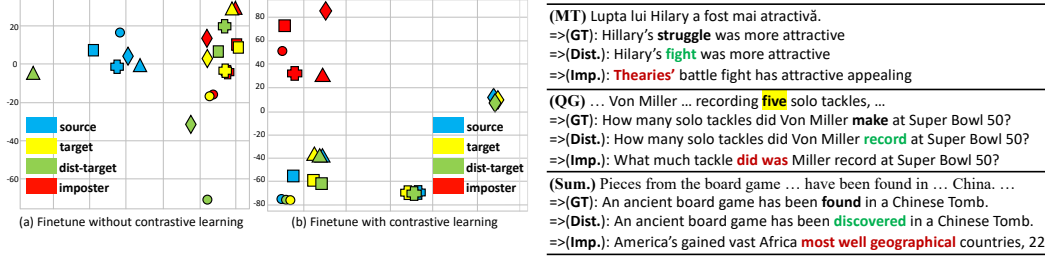 20
0
-20
-40
-60
source
target
dist-target
imposter
(a) Finetune without contrastive learning
80
60
40
20
0
-20
-40
-60
-80
source
target
dist-target
imposter
(b) Finetune with contrastive learning
(MT) Lupta lui Hilary a fost mai atractivă.
=>(GT): Hillary's struggle was more attractive
=>(Dist.): Hilary's fight was more attractive
=>(Imp.): Thearies' battle fight has attractive appealing
(QG) … Von Miller … recording five solo tackles, …
=>(GT): How many solo tackles did Von Miller make at Super Bowl 50?
=>(Dist.): How many solo tackles did Von Miller record at Super Bowl 50?
=>(Imp.): What much tackle did was Miller record at Super Bowl 50?
(Sum.) Pieces from the board game … have been found in … China. …
=>(GT): An ancient board game has been found in a Chinese Tomb.
=>(Dist.): An ancient board game has been discovered in a Chinese Tomb.
=>(Imp.): America's gained vast Africa most well geographical countries, 22